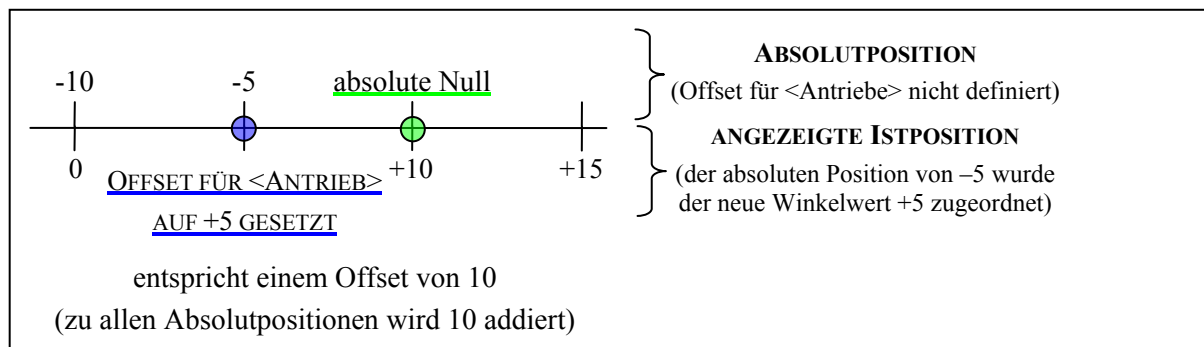 -10 -5 absolute Null
0 +10 +15
OFFSET FÜR <ANTRIEB>
AUF +5 GESETZT
entspricht einem Offset von 10
(zu allen Absolutpositionen wird 10 addiert)
ABSOLUTPOSITION
(Offset für <Antriebe> nicht definiert)
ANGEZEIGTE ISTPOSITION
(der absoluten Position von –5 wurde
der neue Winkelwert +5 zugeordnet)